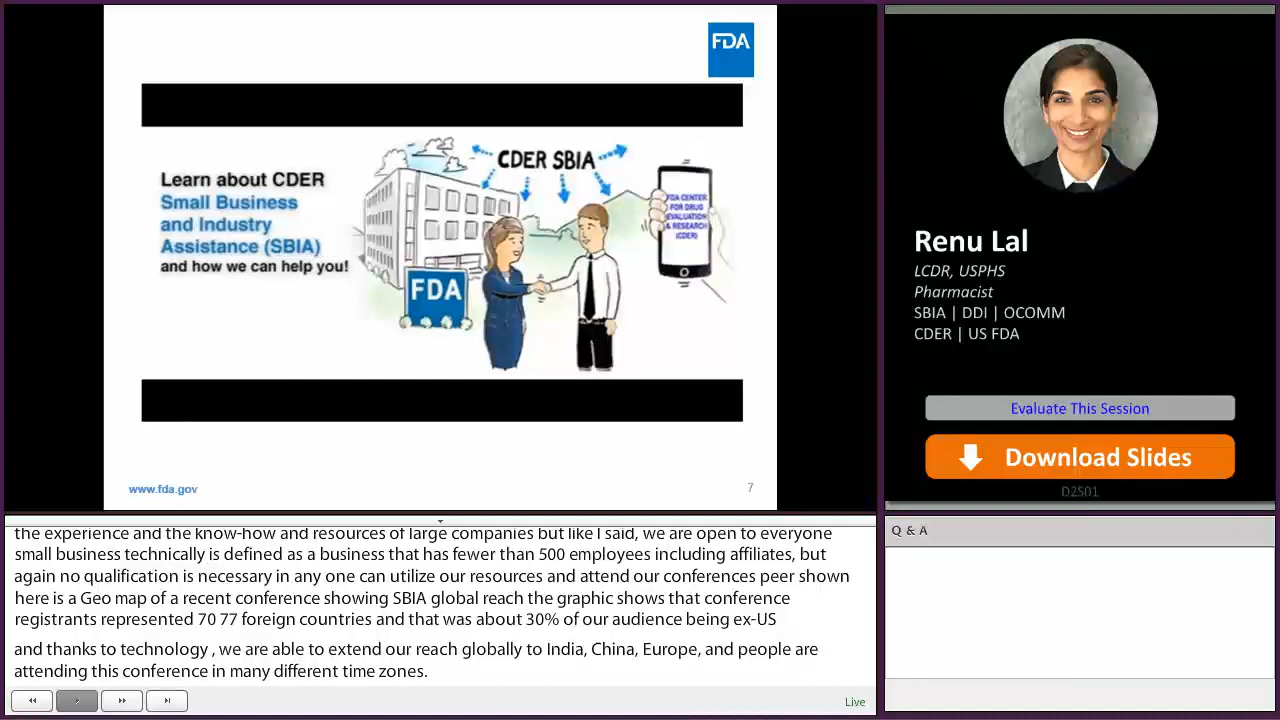 FDA
CDER SBIA
Learn about CDER
Small Business
and Industry
Assistance (SBIA)
and how we can help you!
FDA CENTER
FOR DRUG
EVALUATION
& RESEARCH
(CDER)
FDA
www.fda.gov
7
Renu Lal
LCDR, USPHS
Pharmacist
SBIA | DDI | OCOMM
CDER | US FDA
Evaluate This Session
Download Slides
D2S01
the experience and the know-how and resources of large companies but like I said, we are open to everyone
small business technically is defined as a business that has fewer than 500 employees including affiliates, but
again no qualification is necessary in any one can utilize our resources and attend our conferences peer shown
here is a Geo map of a recent conference showing SBIA global reach the graphic shows that conference
registrants represented 70 77 foreign countries and that was about 30% of our audience being ex-US
and thanks to technology , we are able to extend our reach globally to India, China, Europe, and people are
attending this conference in many different time zones.
Live
Q & A